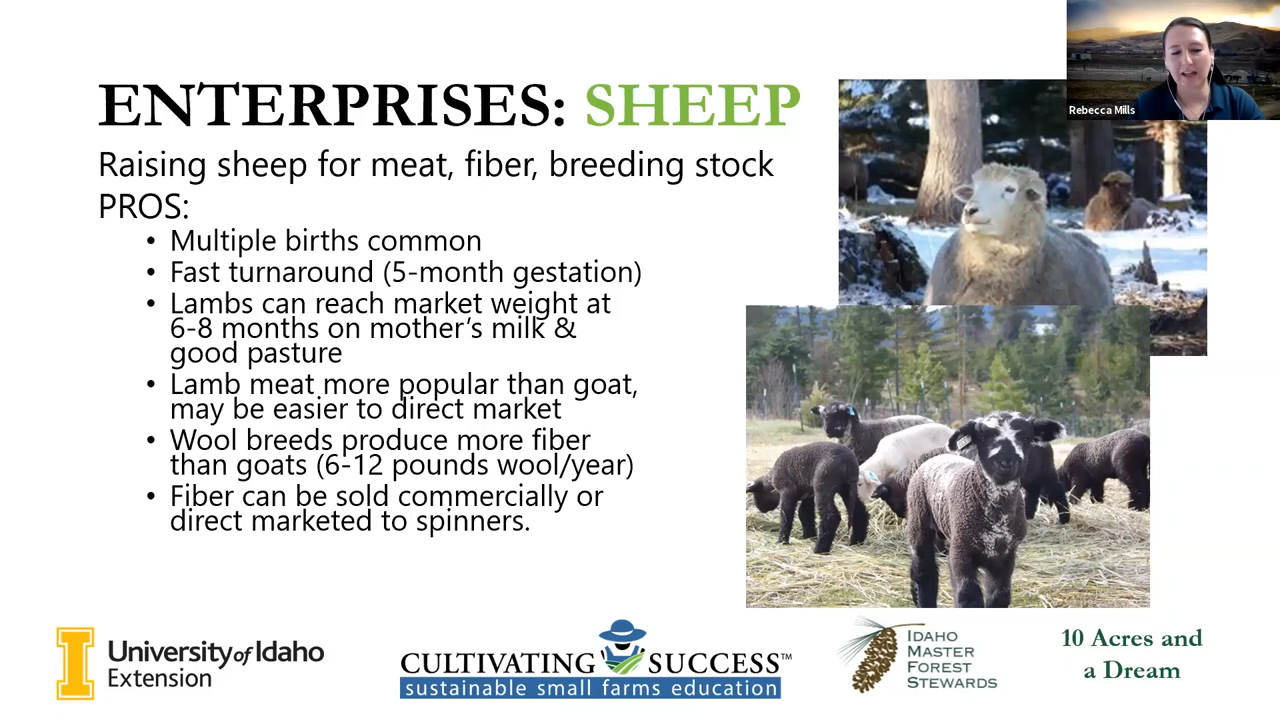 Rebecca Mills
ENTERPRISES: SHEEP
Raising sheep for meat, fiber, breeding stock
PROS:
• Multiple births common
• Fast turnaround (5-month gestation)
• Lambs can reach market weight at
6-8 months on mother’s milk &
good pasture
• Lamb meat more popular than goat,
may be easier to direct market
• Wool breeds produce more fiber
than goats (6-12 pounds wool/year)
• Fiber can be sold commercially or
direct marketed to spinners.
I
University of Idaho
Extension
CULTIVATING SUCCESS™
sustainable small farms education
IDAHO
MASTER
FOREST
STEWARDS
10 Acres and
a Dream